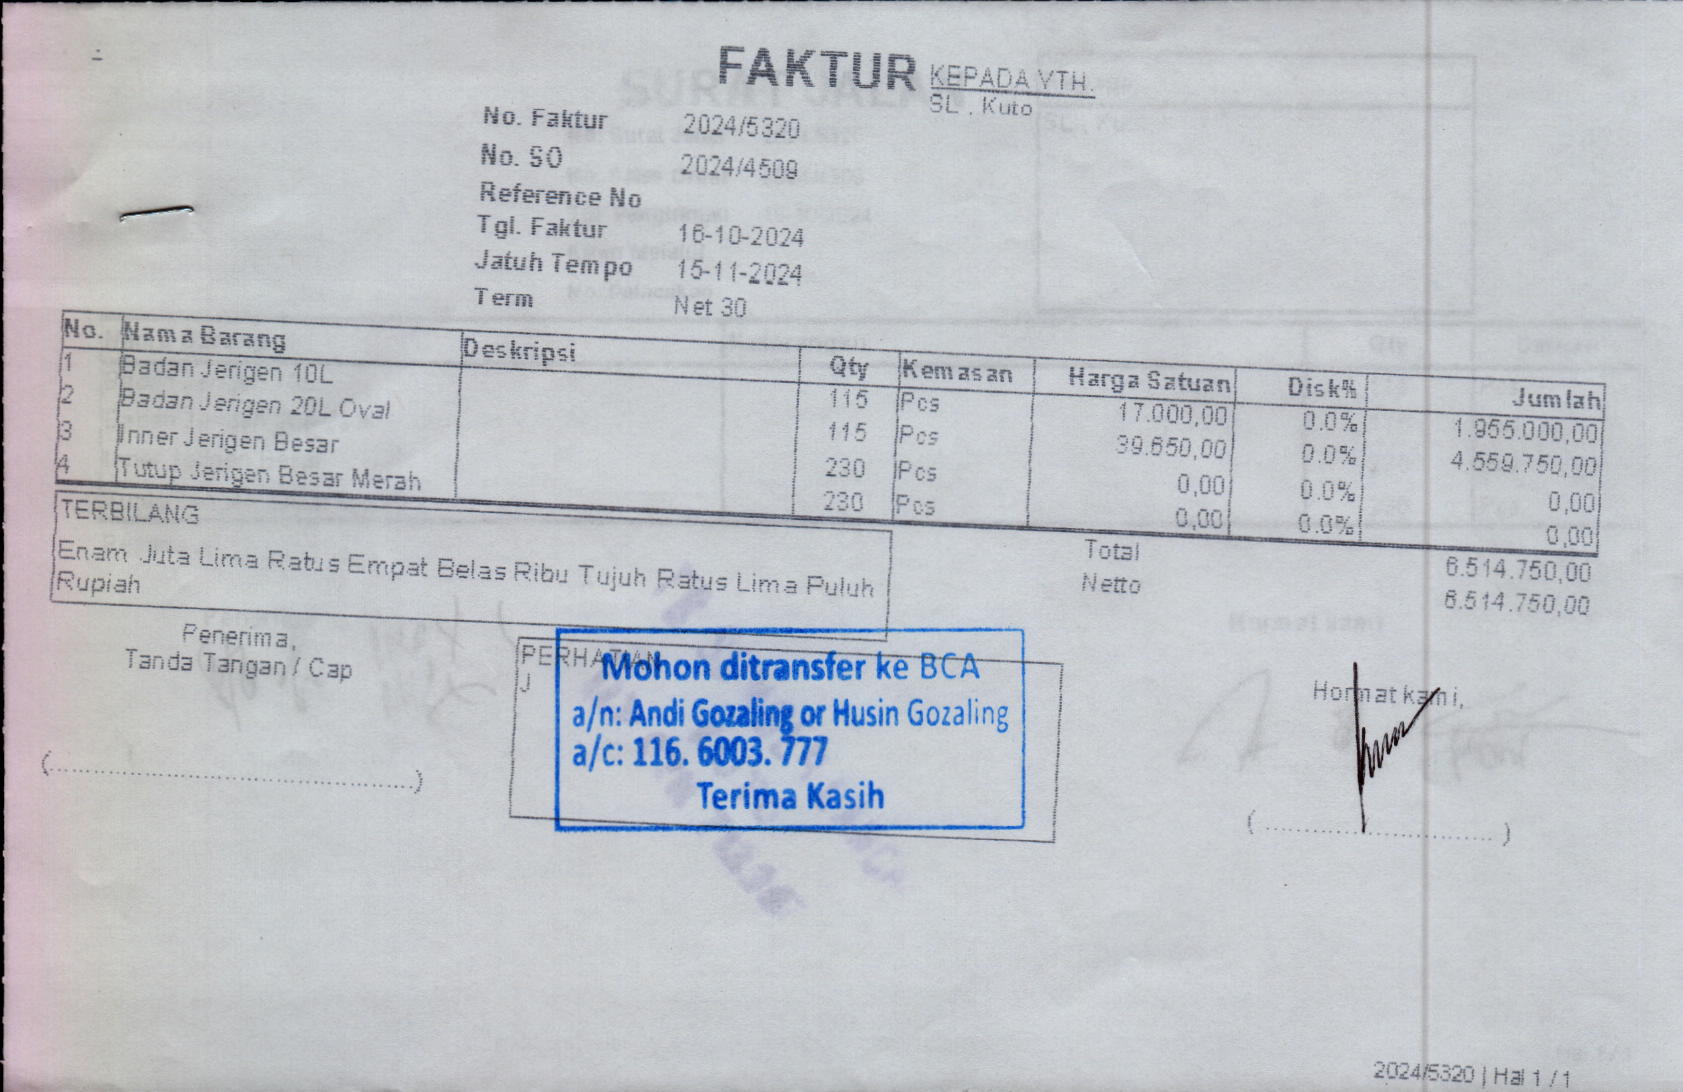 FAKTUR
KEPADA YTH.
SL . Kuto
No. Faktur 2024/5320
No. SO 2024/4509
Reference No
Tgl. Faktur 16-10-2024
Jatuh Tempo 15-11-2024
Term Net 30
No. Nama Barang Deskripsi Qty Kemasan Harga Satuan Disk% Jumlah
1 Badan Jerigen 10L 115 Pcs 17.000,00 0.0% 1.955.000,00
2 Badan Jerigen 20L Oval 115 Pcs 39.650,00 0.0% 4.559.750,00
3 Inner Jerigen Besar 230 Pcs 0,00 0.0% 0,00
4 Tutup Jerigen Besar Merah 230 Pcs 0,00 0.0% 0,00
TERBILANG
Enam Juta Lima Ratus Empat Belas Ribu Tujuh Ratus Lima Puluh
Rupiah
Total 6.514.750,00
Netto 6.514.750,00
Penerima,
Tanda Tangan / Cap
PERHATIAN
J
Mohon ditransfer ke BCA
a/n: Andi Gozaling or Husin Gozaling
a/c: 116. 6003. 777
Terima Kasih
Hormat kami,
2024/5320 | Hal 1 / 1